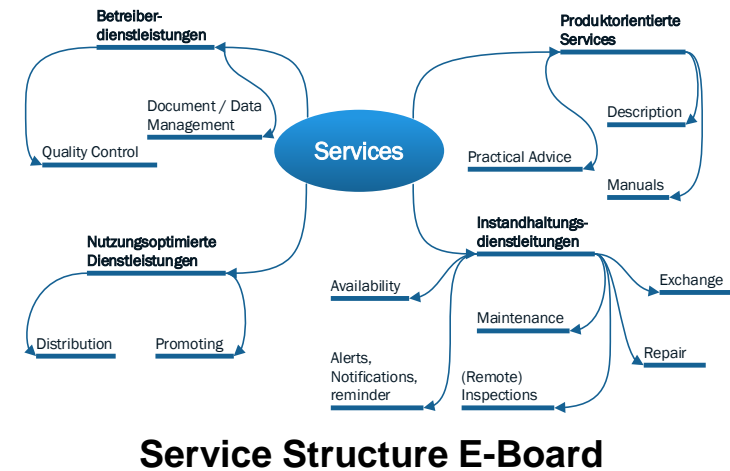 Betreiber-
dienstleistungen
Document / Data
Management
Quality Control
Services
Produktorientierte
Services
Description
Practical Advice
Manuals
Nutzungsoptimierte
Dienstleistungen
Distribution
Promoting
Instandhaltungs-
dienstleitungen
Availability
Exchange
Maintenance
Alerts,
Notifications,
reminder
(Remote)
Inspections
Repair
Service Structure E-Board